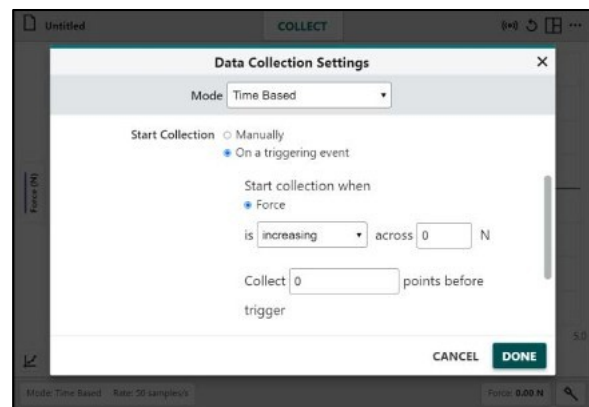 Untitled
COLLECT
Data Collection Settings
Mode Time Based
Start Collection Manually
On a triggering event
Start collection when
Force
is increasing across 0 N
Collect 0 points before
trigger
Force (N)
5.0
CANCEL DONE
Mode: Time Based Rate: 50 samples/s Force: 0.00 N